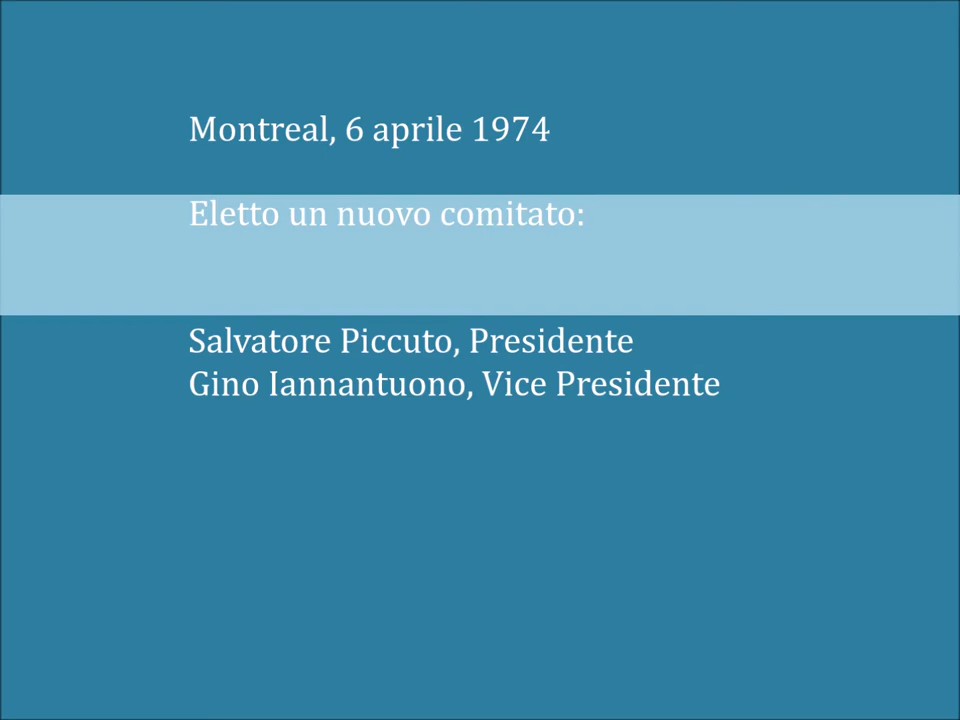 Montreal, 6 aprile 1974
Eletto un nuovo comitato:
Salvatore Piccuto, Presidente
Gino Iannantuono, Vice Presidente